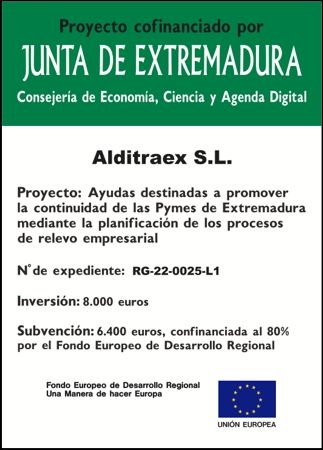 Proyecto cofinanciado por
JUNTA DE EXTREMADURA
Consejería de Economía, Ciencia y Agenda Digital
Alditraex S.L.
Proyecto: Ayudas destinadas a promover
la continuidad de las Pymes de Extremadura
mediante la planificación de los procesos
de relevo empresarial
N° de expediente: RG-22-0025-L1
Inversión: 8.000 euros
Subvención: 6.400 euros, confinanciada al 80%
por el Fondo Europeo de Desarrollo Regional
Fondo Europeo de Desarrollo Regional
Una Manera de hacer Europa
UNIÓN EUROPEA